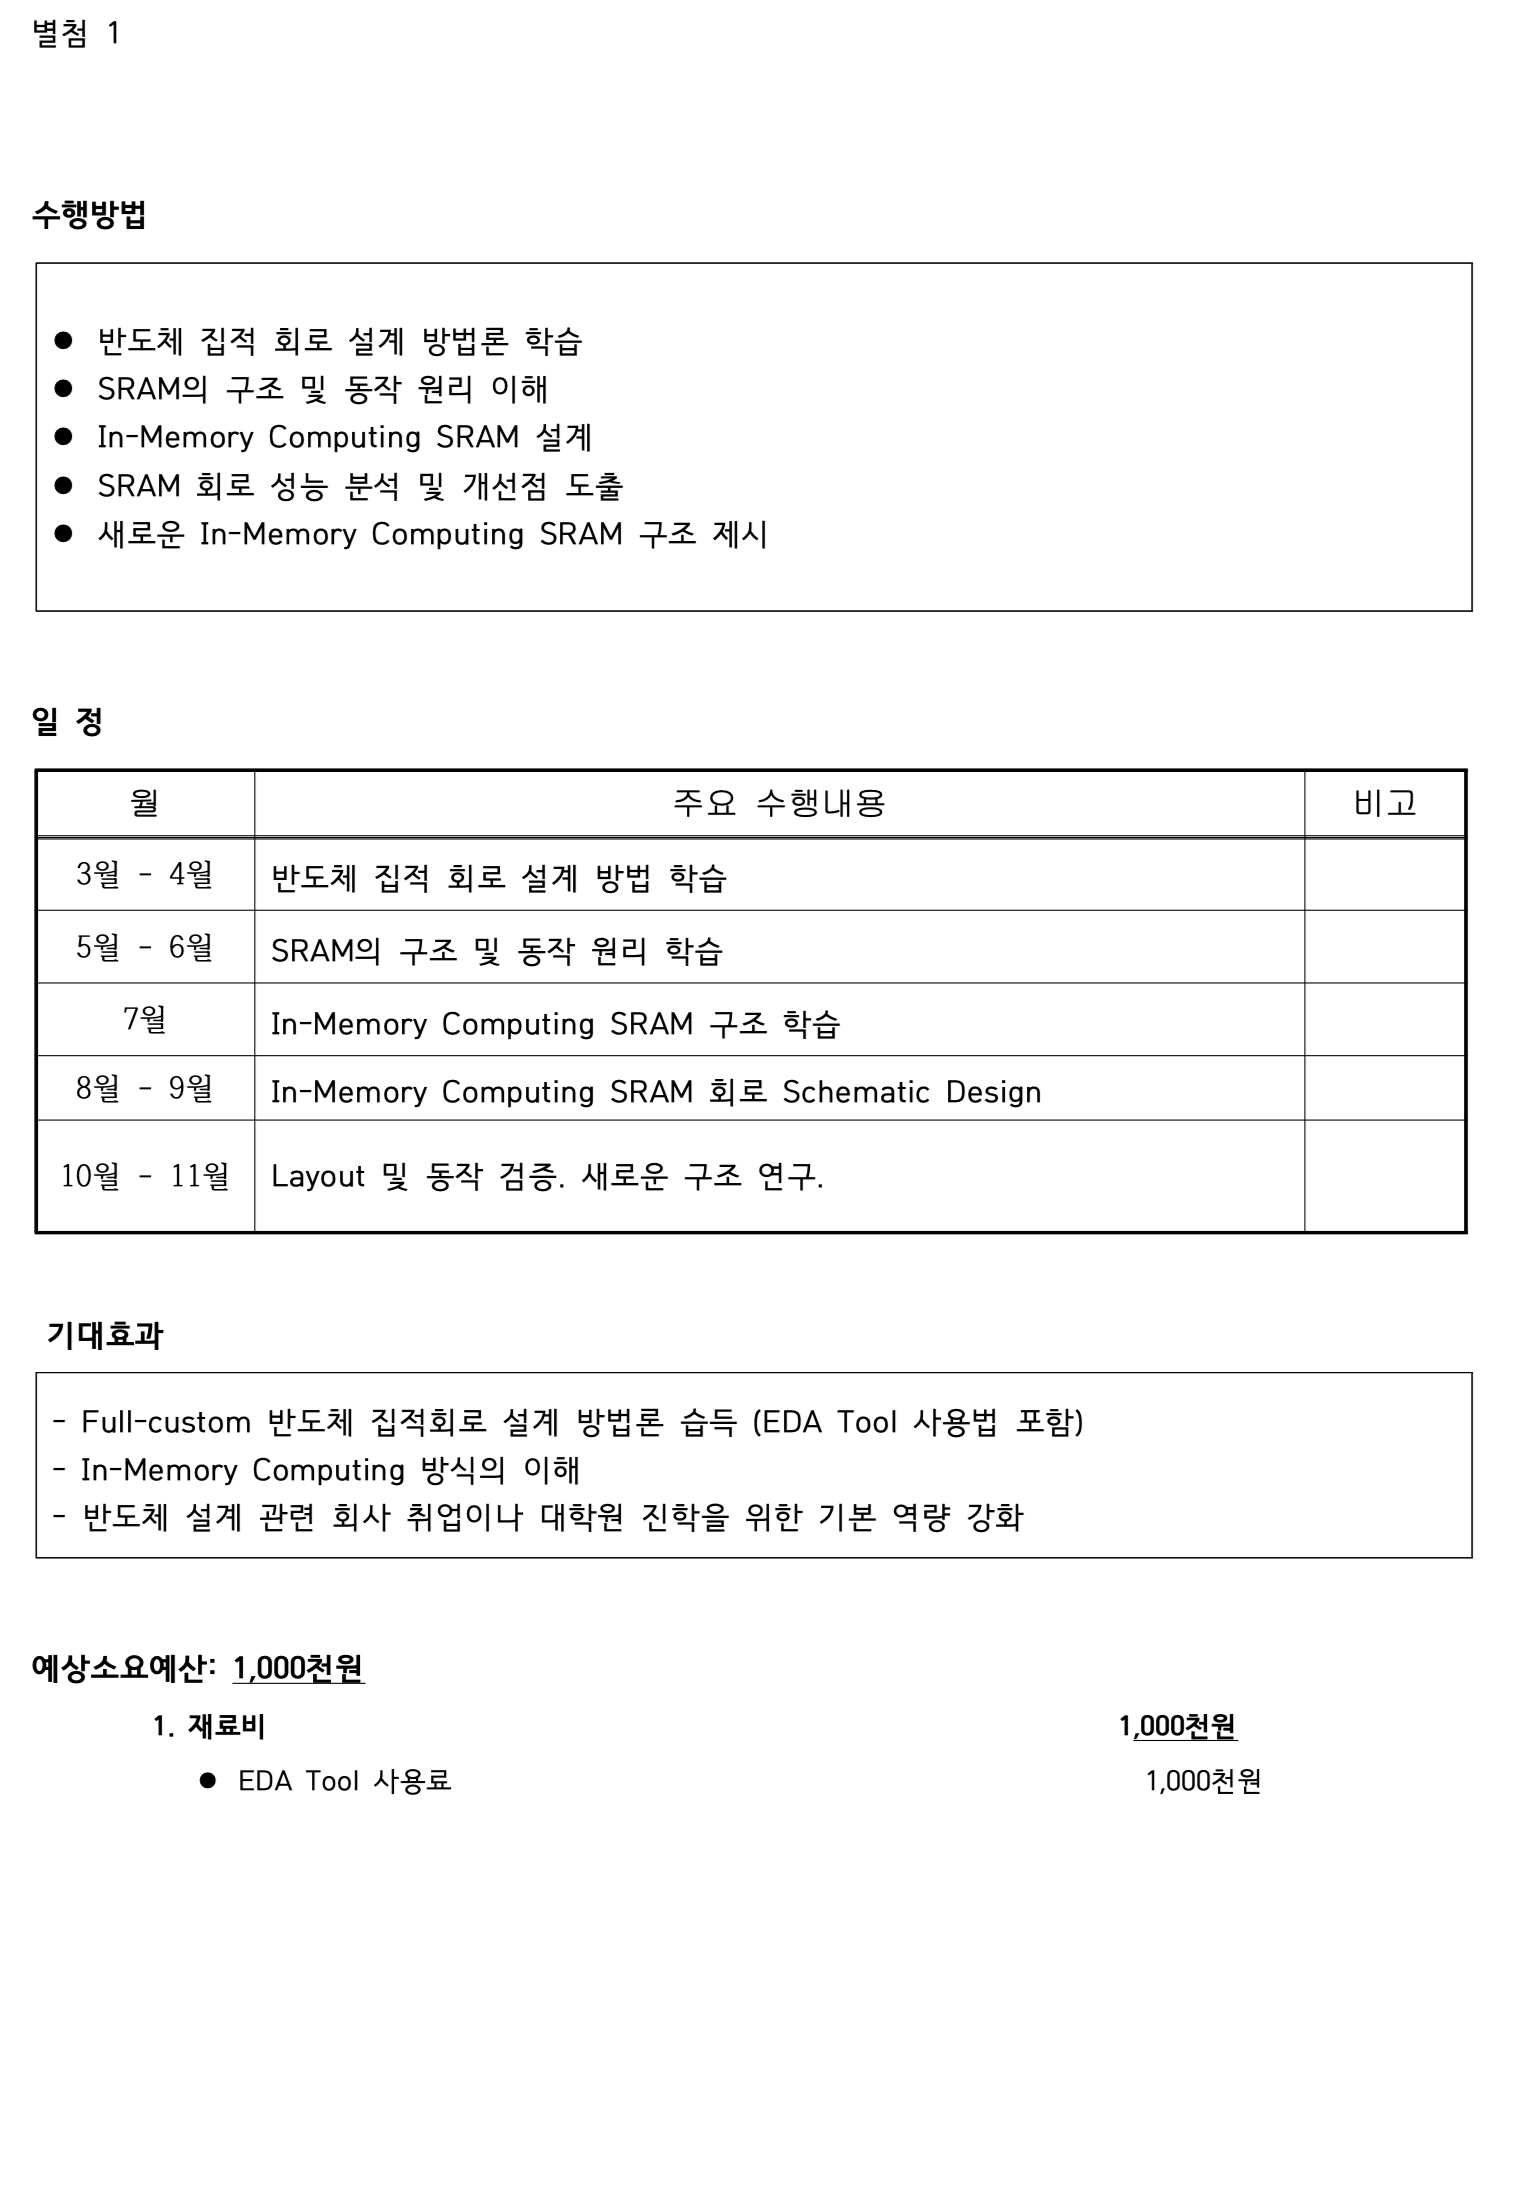 별첨 1
수행방법
● 반도체 집적 회로 설계 방법론 학습
● SRAM의 구조 및 동작 원리 이해
● In-Memory Computing SRAM 설계
● SRAM 회로 성능 분석 및 개선점 도출
● 새로운 In-Memory Computing SRAM 구조 제시
일 정
월 주요 수행내용 비고
3월 - 4월 반도체 집적 회로 설계 방법 학습
5월 - 6월 SRAM의 구조 및 동작 원리 학습
7월 In-Memory Computing SRAM 구조 학습
8월 - 9월 In-Memory Computing SRAM 회로 Schematic Design
10월 - 11월 Layout 및 동작 검증. 새로운 구조 연구.
기대효과
- Full-custom 반도체 집적회로 설계 방법론 습득 (EDA Tool 사용법 포함)
- In-Memory Computing 방식의 이해
- 반도체 설계 관련 회사 취업이나 대학원 진학을 위한 기본 역량 강화
예상소요예산: 1,000천원
1. 재료비 1,000천원
● EDA Tool 사용료 1,000천원